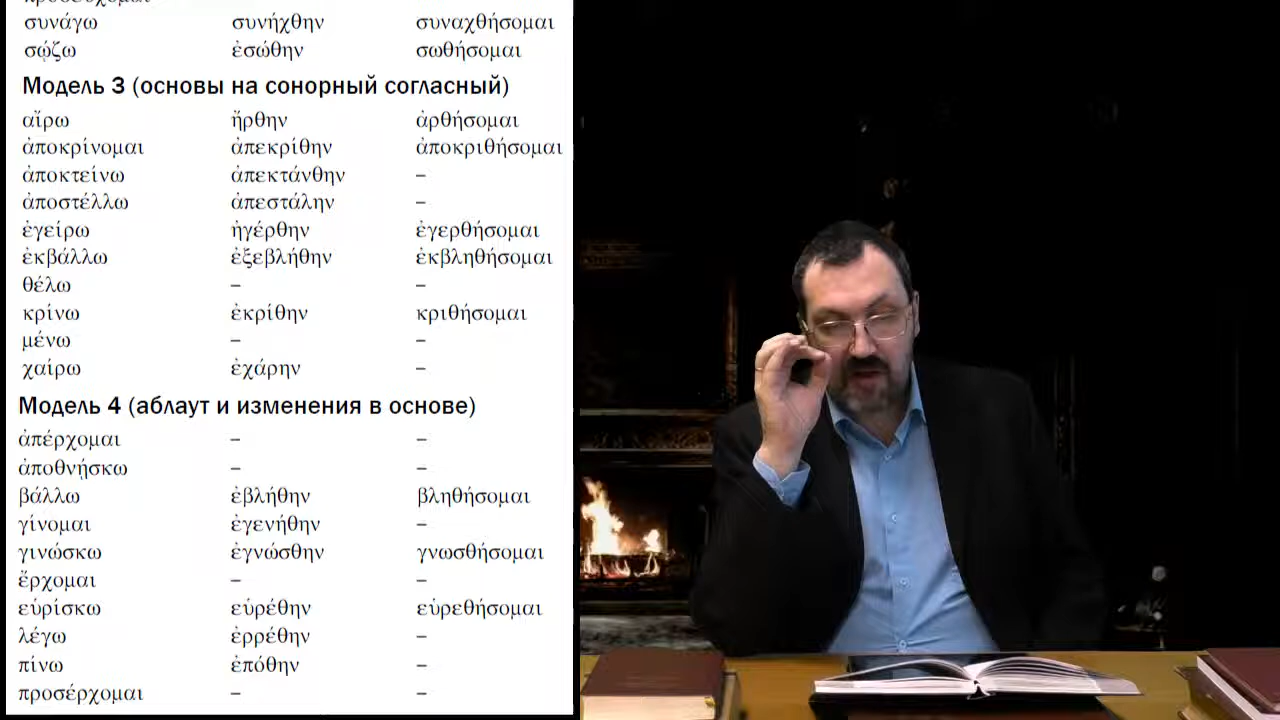 συνάγω συνήχθην συναχθήσομαι
σῴζω ἐσώθην σωθήσομαι
Модель 3 (основы на сонорный согласный)
αἴρω ἤρθην ἀρθήσομαι
ἀποκρίνομαι ἀπεκρίθην ἀποκριθήσομαι
ἀποκτείνω ἀπεκτάνθην –
ἀποστέλλω ἀπεστάλην –
ἐγείρω ἠγέρθην ἐγερθήσομαι
ἐκβάλλω ἐξεβλήθην ἐκβληθήσομαι
θέλω – –
κρίνω ἐκρίθην κριθήσομαι
μένω – –
χαίρω ἐχάρην –
Модель 4 (аблаут и изменения в основе)
ἀπέρχομαι – –
ἀποθνῄσκω – –
βάλλω ἐβλήθην βληθήσομαι
γίνομαι ἐγενήθην –
γινώσκω ἐγνώσθην γνωσθήσομαι
ἔρχομαι – –
εὑρίσκω εὑρέθην εὑρεθήσομαι
λέγω ἐρρέθην –
πίνω ἐπόθην –
προσέρχομαι – –